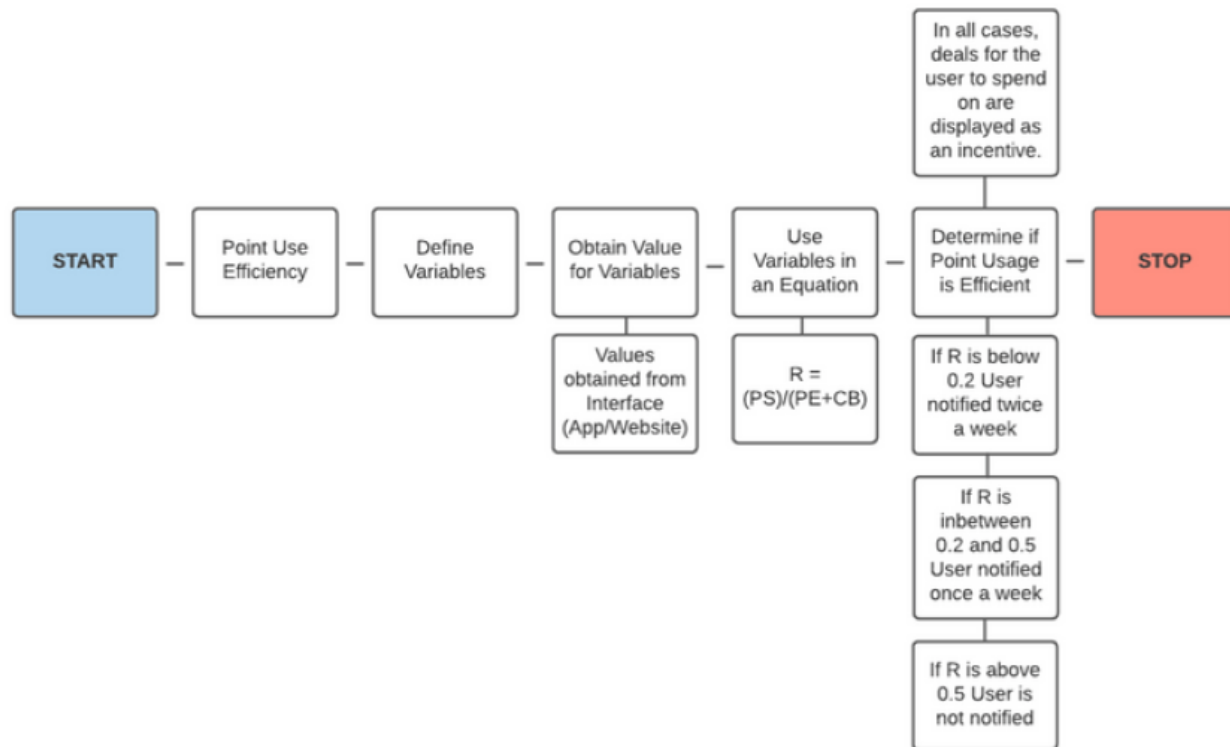 In all cases,
deals for the
user to spend
on are
displayed as
an incentive.
START
Point Use
Efficiency
Define
Variables
Obtain Value
for Variables
Use
Variables in
an Equation
Determine if
Point Usage
is Efficient
STOP
Values
obtained from
Interface
(App/Website)
R =
(PS)/(PE+CB)
If R is below
0.2 User
notified twice
a week
If R is
inbetween
0.2 and 0.5
User notified
once a week
If R is above
0.5 User is
not notified